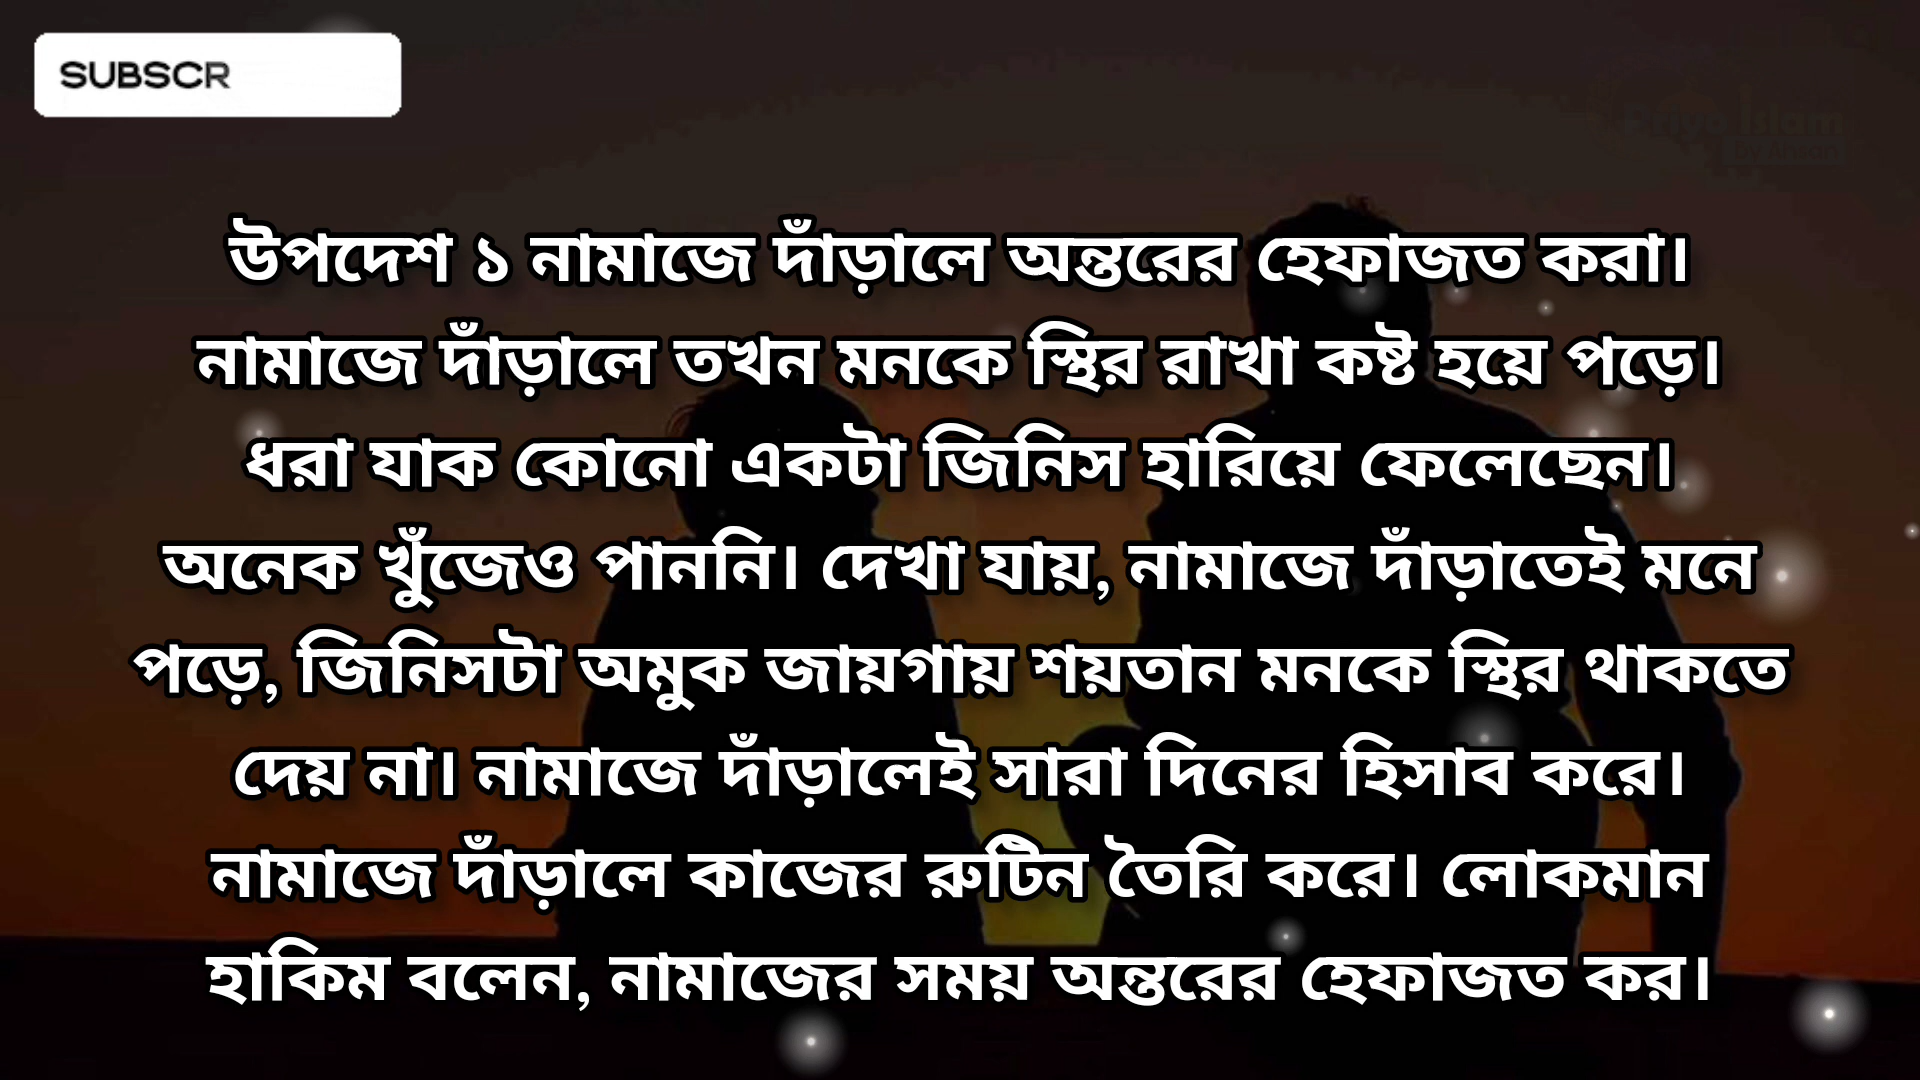 SUBSCR
উপদেশ ১ নামাজে দাঁড়ালে অন্তরের হেফাজত করা।
নামাজে দাঁড়ালে তখন মনকে স্থির রাখা কষ্ট হয়ে পড়ে।
ধরা যাক কোনো একটা জিনিস হারিয়ে ফেলেছেন।
অনেক খুঁজেও পাননি। দেখা যায়, নামাজে দাঁড়াতেই মনে
পড়ে, জিনিসটা অমুক জায়গায় শয়তান মনকে স্থির থাকতে
দেয় না। নামাজে দাঁড়ালেই সারা দিনের হিসাব করে।
নামাজে দাঁড়ালে কাজের রুটিন তৈরি করে। লোকমান
হাকিম বলেন, নামাজের সময় অন্তরের হেফাজত কর।